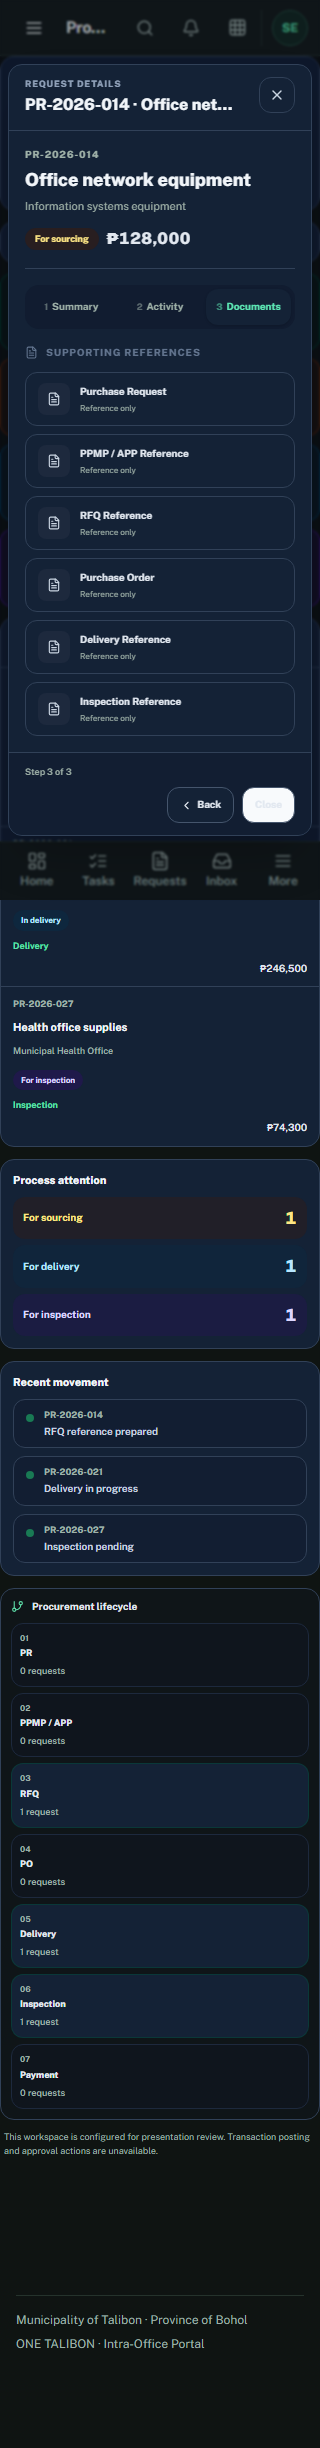 Pro...
SE
REQUEST DETAILS
PR-2026-014 · Office net...
PR-2026-014
Office network equipment
Information systems equipment
For sourcing
₱128,000
1 Summary
2 Activity
3 Documents
SUPPORTING REFERENCES
Purchase Request
Reference only
PPMP / APP Reference
Reference only
RFQ Reference
Reference only
Purchase Order
Reference only
Delivery Reference
Reference only
Inspection Reference
Reference only
Step 3 of 3
Back
Close
Home
Tasks
Requests
Inbox
More
In delivery
Delivery
₱246,500
PR-2026-027
Health office supplies
Municipal Health Office
For inspection
Inspection
₱74,300
Process attention
For sourcing 1
For delivery 1
For inspection 1
Recent movement
PR-2026-014
RFQ reference prepared
PR-2026-021
Delivery in progress
PR-2026-027
Inspection pending
Procurement lifecycle
01
PR
0 requests
02
PPMP / APP
0 requests
03
RFQ
1 request
04
PO
0 requests
05
Delivery
1 request
06
Inspection
1 request
07
Payment
0 requests
This workspace is configured for presentation review. Transaction posting
and approval actions are unavailable.
Municipality of Talibon · Province of Bohol
ONE TALIBON · Intra-Office Portal